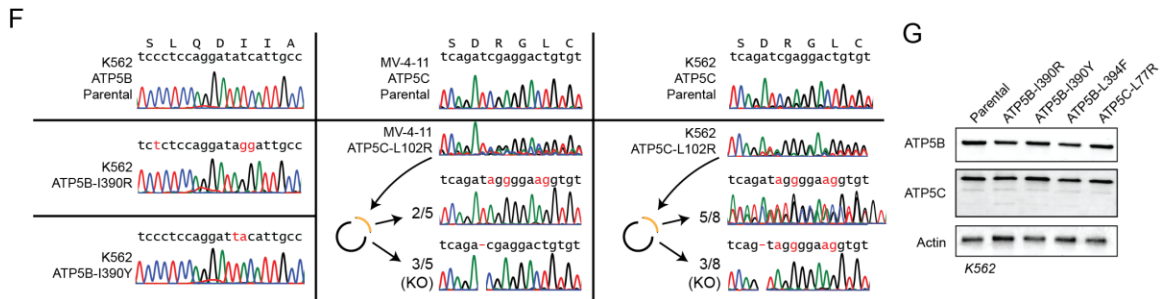 F
S L Q D I I A
tccctccaggatatcattgcc
K562
ATP5B
Parental
tctctccaggataggattgcc
K562
ATP5B-I390R
tccctccaggattacattgcc
K562
ATP5B-I390Y
S D R G L C
tcagatcgaggactgtgt
MV-4-11
ATP5C
Parental
MV-4-11
ATP5C-L102R
tcagataggggaaggtgt
2/5
tcaga-cgaggactgtgt
3/5
(KO)
S D R G L C
tcagatcgaggactgtgt
K562
ATP5C
Parental
K562
ATP5C-L102R
tcagataggggaaggtgt
5/8
tcag-taggggaaggtgt
3/8
(KO)
G
Parental
ATP5B-I390R
ATP5B-I390Y
ATP5B-L394F
ATP5C-L77R
ATP5B
ATP5C
Actin
K562